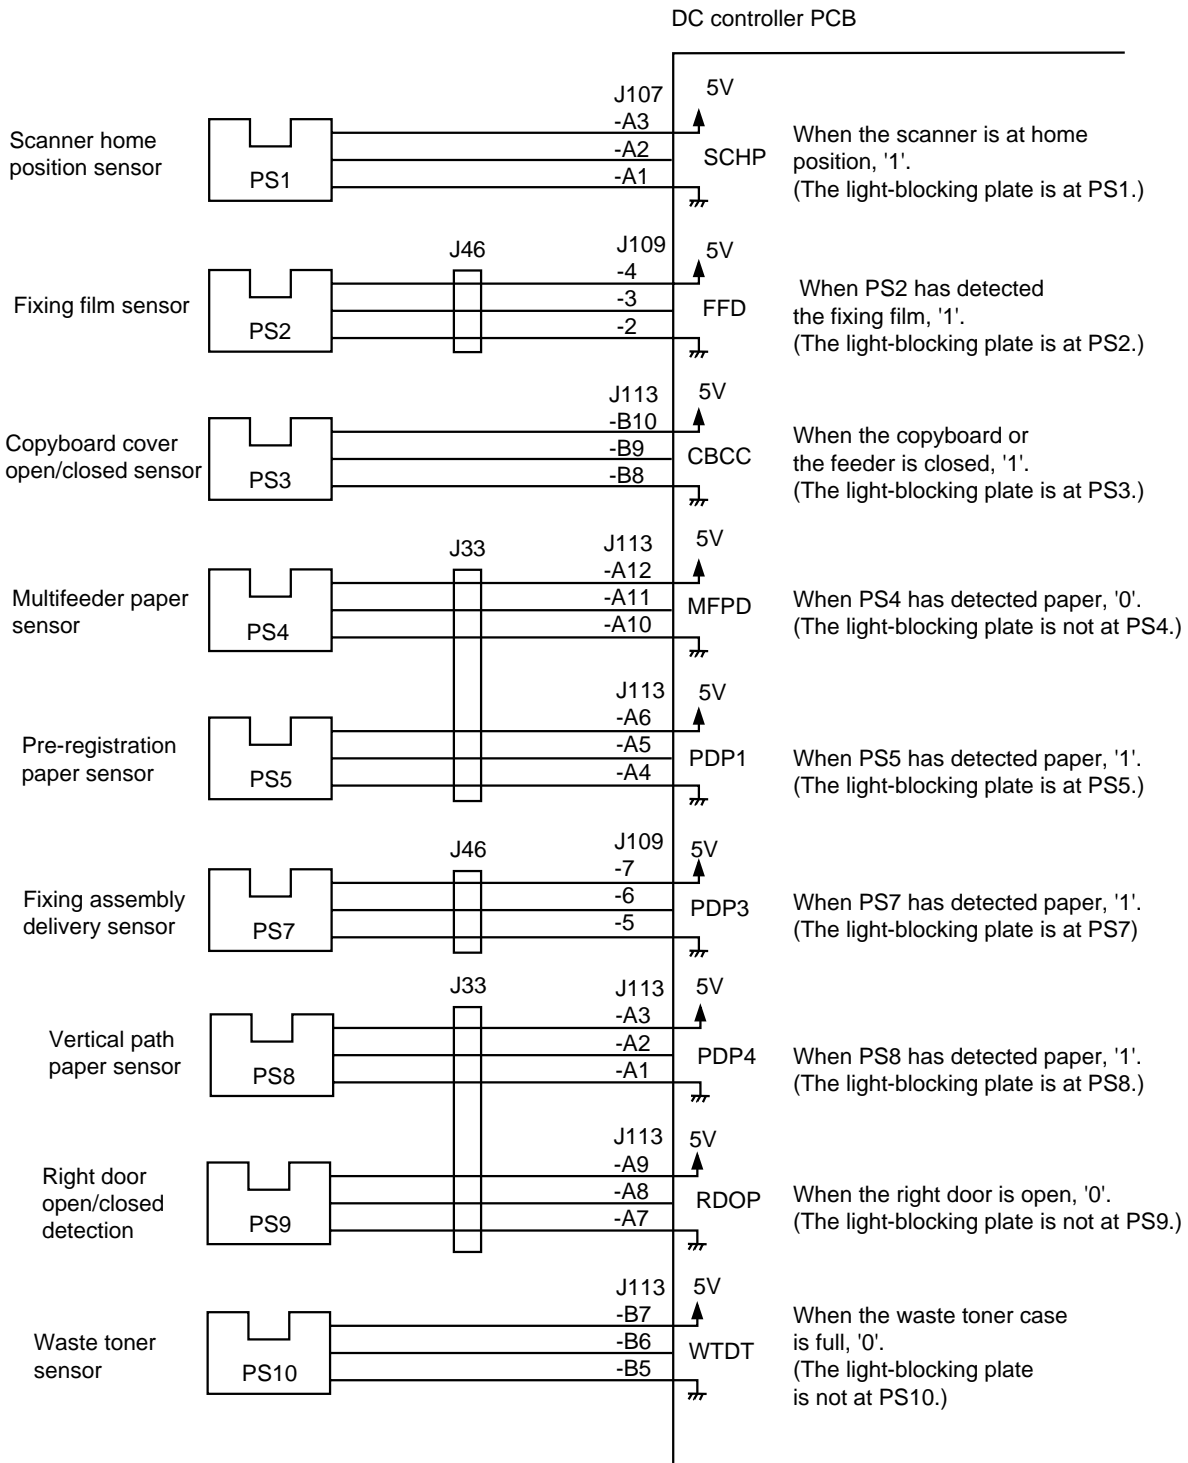 DC controller PCB
J107
5V
Scanner home
position sensor
PS1
-A3
-A2
-A1
SCHP
When the scanner is at home
position, '1'.
(The light-blocking plate is at PS1.)
J46
J109
5V
Fixing film sensor
PS2
-4
-3
-2
FFD
When PS2 has detected
the fixing film, '1'.
(The light-blocking plate is at PS2.)
J113
5V
Copyboard cover
open/closed sensor
PS3
-B10
-B9
-B8
CBCC
When the copyboard or
the feeder is closed, '1'.
(The light-blocking plate is at PS3.)
J33
J113
5V
Multifeeder paper
sensor
PS4
-A12
-A11
-A10
MFPD
When PS4 has detected paper, '0'.
(The light-blocking plate is not at PS4.)
J113
5V
Pre-registration
paper sensor
PS5
-A6
-A5
-A4
PDP1
When PS5 has detected paper, '1'.
(The light-blocking plate is at PS5.)
J46
J109
5V
Fixing assembly
delivery sensor
PS7
-7
-6
-5
PDP3
When PS7 has detected paper, '1'.
(The light-blocking plate is at PS7)
J33
J113
5V
Vertical path
paper sensor
PS8
-A3
-A2
-A1
PDP4
When PS8 has detected paper, '1'.
(The light-blocking plate is at PS8.)
J113
5V
Right door
open/closed
detection
PS9
-A9
-A8
-A7
RDOP
When the right door is open, '0'.
(The light-blocking plate is not at PS9.)
J113
5V
Waste toner
sensor
PS10
-B7
-B6
-B5
WTDT
When the waste toner case
is full, '0'.
(The light-blocking plate
is not at PS10.)